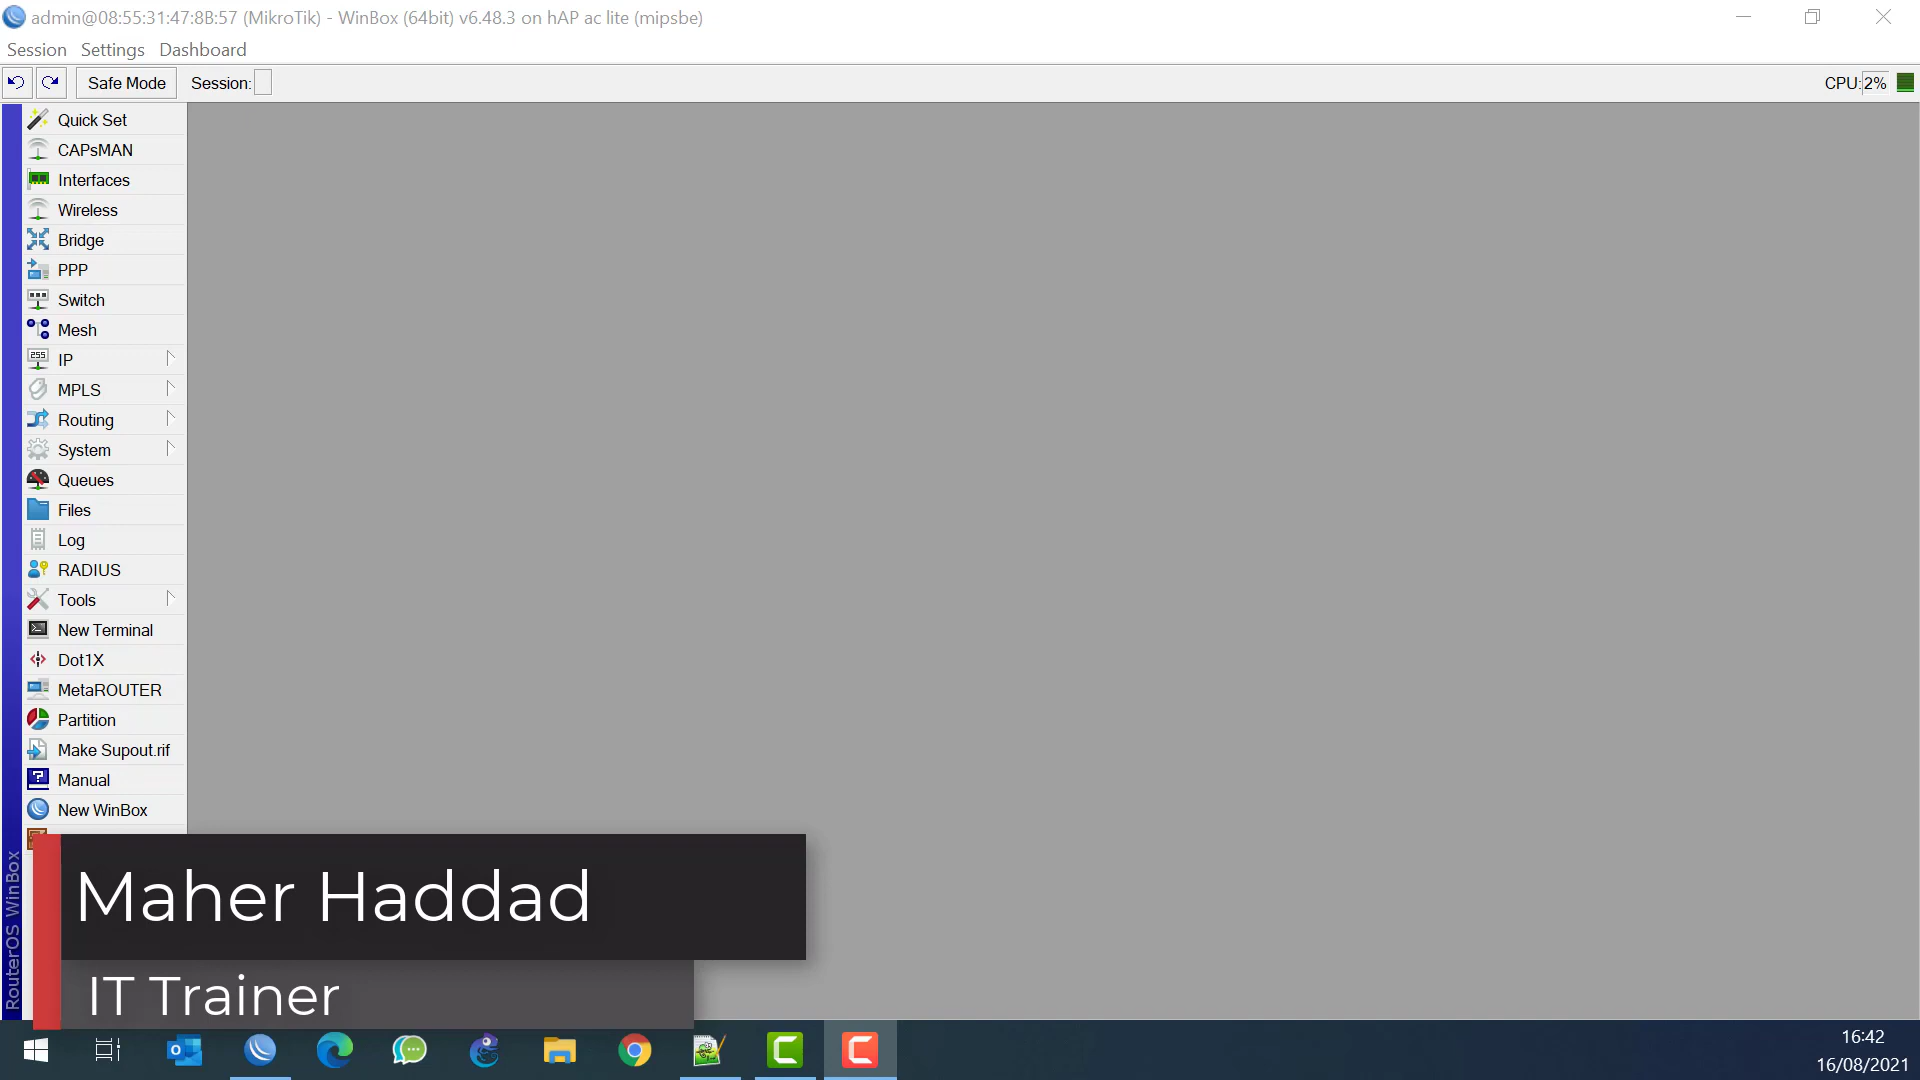 admin@08:55:31:47:8B:57 (MikroTik) - WinBox (64bit) v6.48.3 on hAP ac lite (mipsbe)
Session Settings Dashboard
Safe Mode Session: CPU: 2%
Quick Set
CAPsMAN
Interfaces
Wireless
Bridge
PPP
Switch
Mesh
255
IP
MPLS
Routing
System
Queues
Files
Log
RADIUS
Tools
New Terminal
Dot1X
MetaROUTER
Partition
Make Supout.rif
Manual
New WinBox
RouterOS WinBox
Maher Haddad
IT Trainer
16:42
16/08/2021